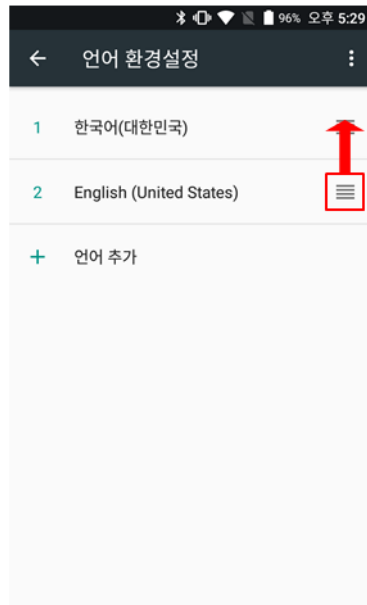 96% 오후 5:29
언어 환경설정
1 한국어(대한민국)
2 English (United States)
+ 언어 추가